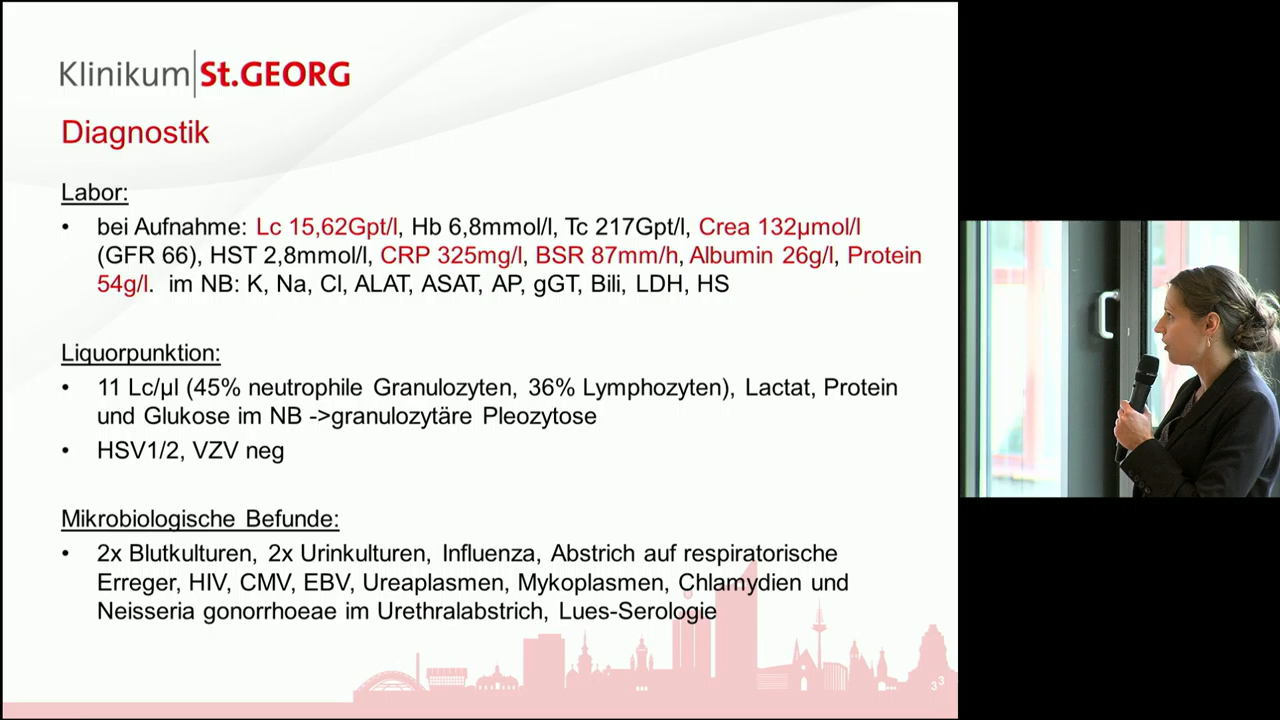 Klinikum St.GEORG
Diagnostik
Labor:
• bei Aufnahme: Lc 15,62Gpt/l, Hb 6,8mmol/l, Tc 217Gpt/l, Crea 132µmol/l
(GFR 66), HST 2,8mmol/l, CRP 325mg/l, BSR 87mm/h, Albumin 26g/l, Protein
54g/l. im NB: K, Na, Cl, ALAT, ASAT, AP, gGT, Bili, LDH, HS
Liquorpunktion:
• 11 Lc/µl (45% neutrophile Granulozyten, 36% Lymphozyten), Lactat, Protein
und Glukose im NB ->granulozytäre Pleozytose
• HSV1/2, VZV neg
Mikrobiologische Befunde:
• 2x Blutkulturen, 2x Urinkulturen, Influenza, Abstrich auf respiratorische
Erreger, HIV, CMV, EBV, Ureaplasmen, Mykoplasmen, Chlamydien und
Neisseria gonorrhoeae im Urethralabstrich, Lues-Serologie
3 3